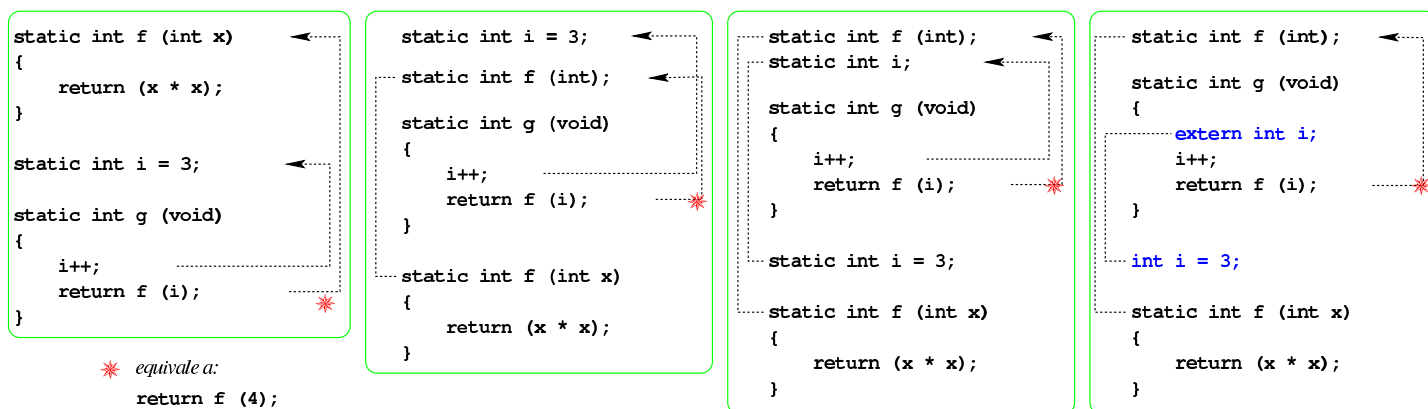 static int f (int x)
{
return (x * x);
}
static int i = 3;
static int g (void)
{
i++;
return f (i);
}
equivale a:
return f (4);
static int i = 3;
static int f (int);
static int g (void)
{
i++;
return f (i);
}
static int f (int x)
{
return (x * x);
}
static int f (int);
static int i;
static int g (void)
{
i++;
return f (i);
}
static int i = 3;
static int f (int x)
{
return (x * x);
}
static int f (int);
static int g (void)
{
extern int i;
i++;
return f (i);
}
int i = 3;
static int f (int x)
{
return (x * x);
}